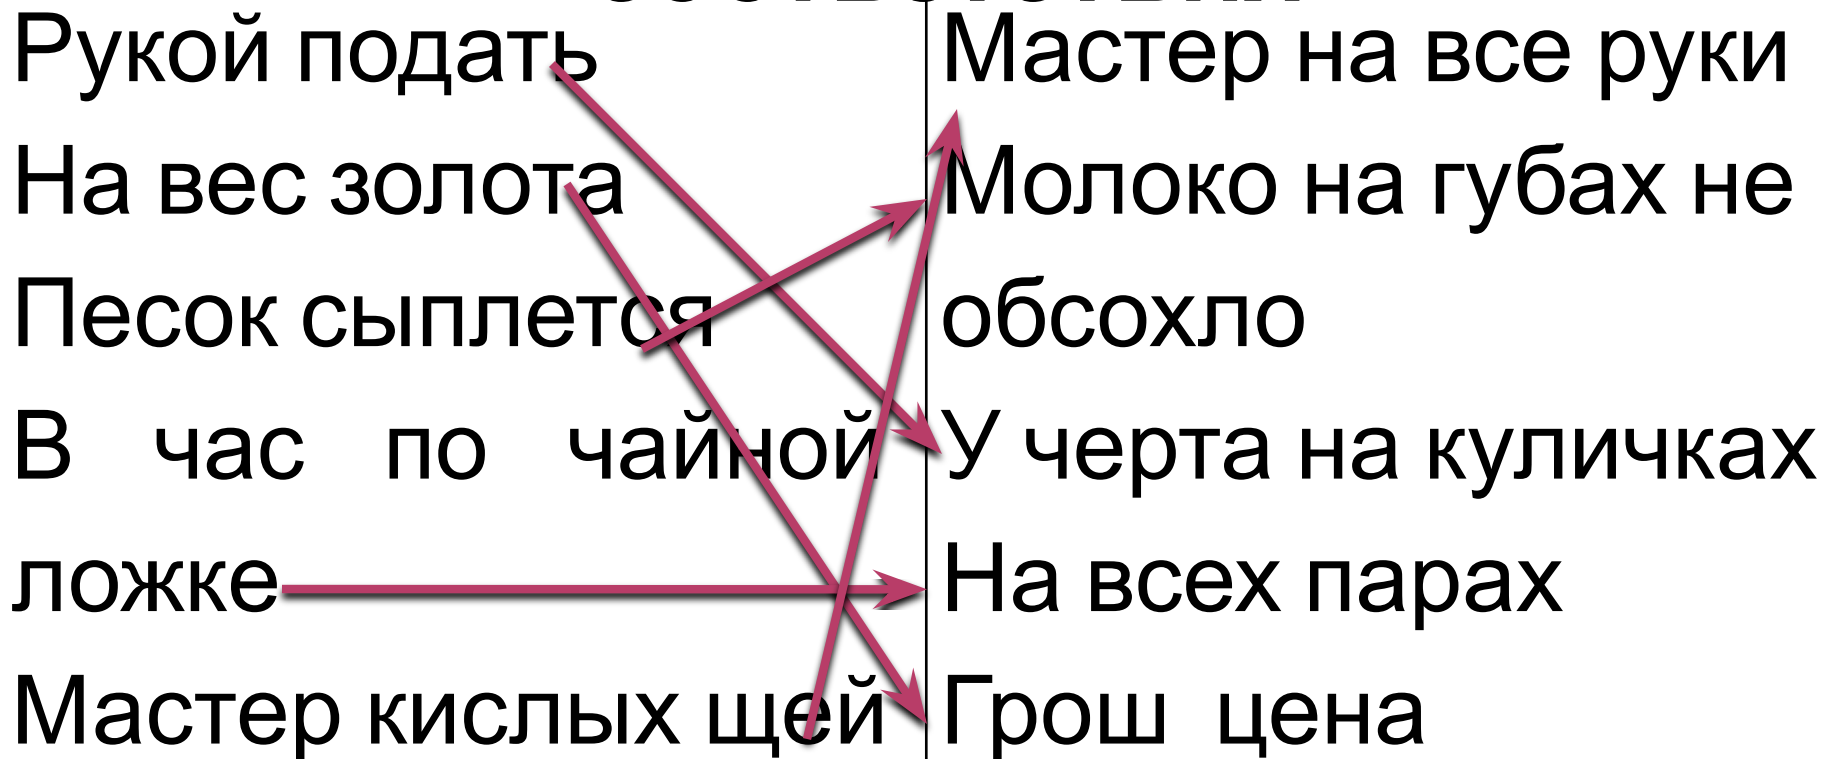 Рукой подать
На вес золота
Песок сыплется
В час по чайной
ложке
Мастер кислых щей
Мастер на все руки
Молоко на губах не
обсохло
У черта на куличках
На всех парах
Грош цена